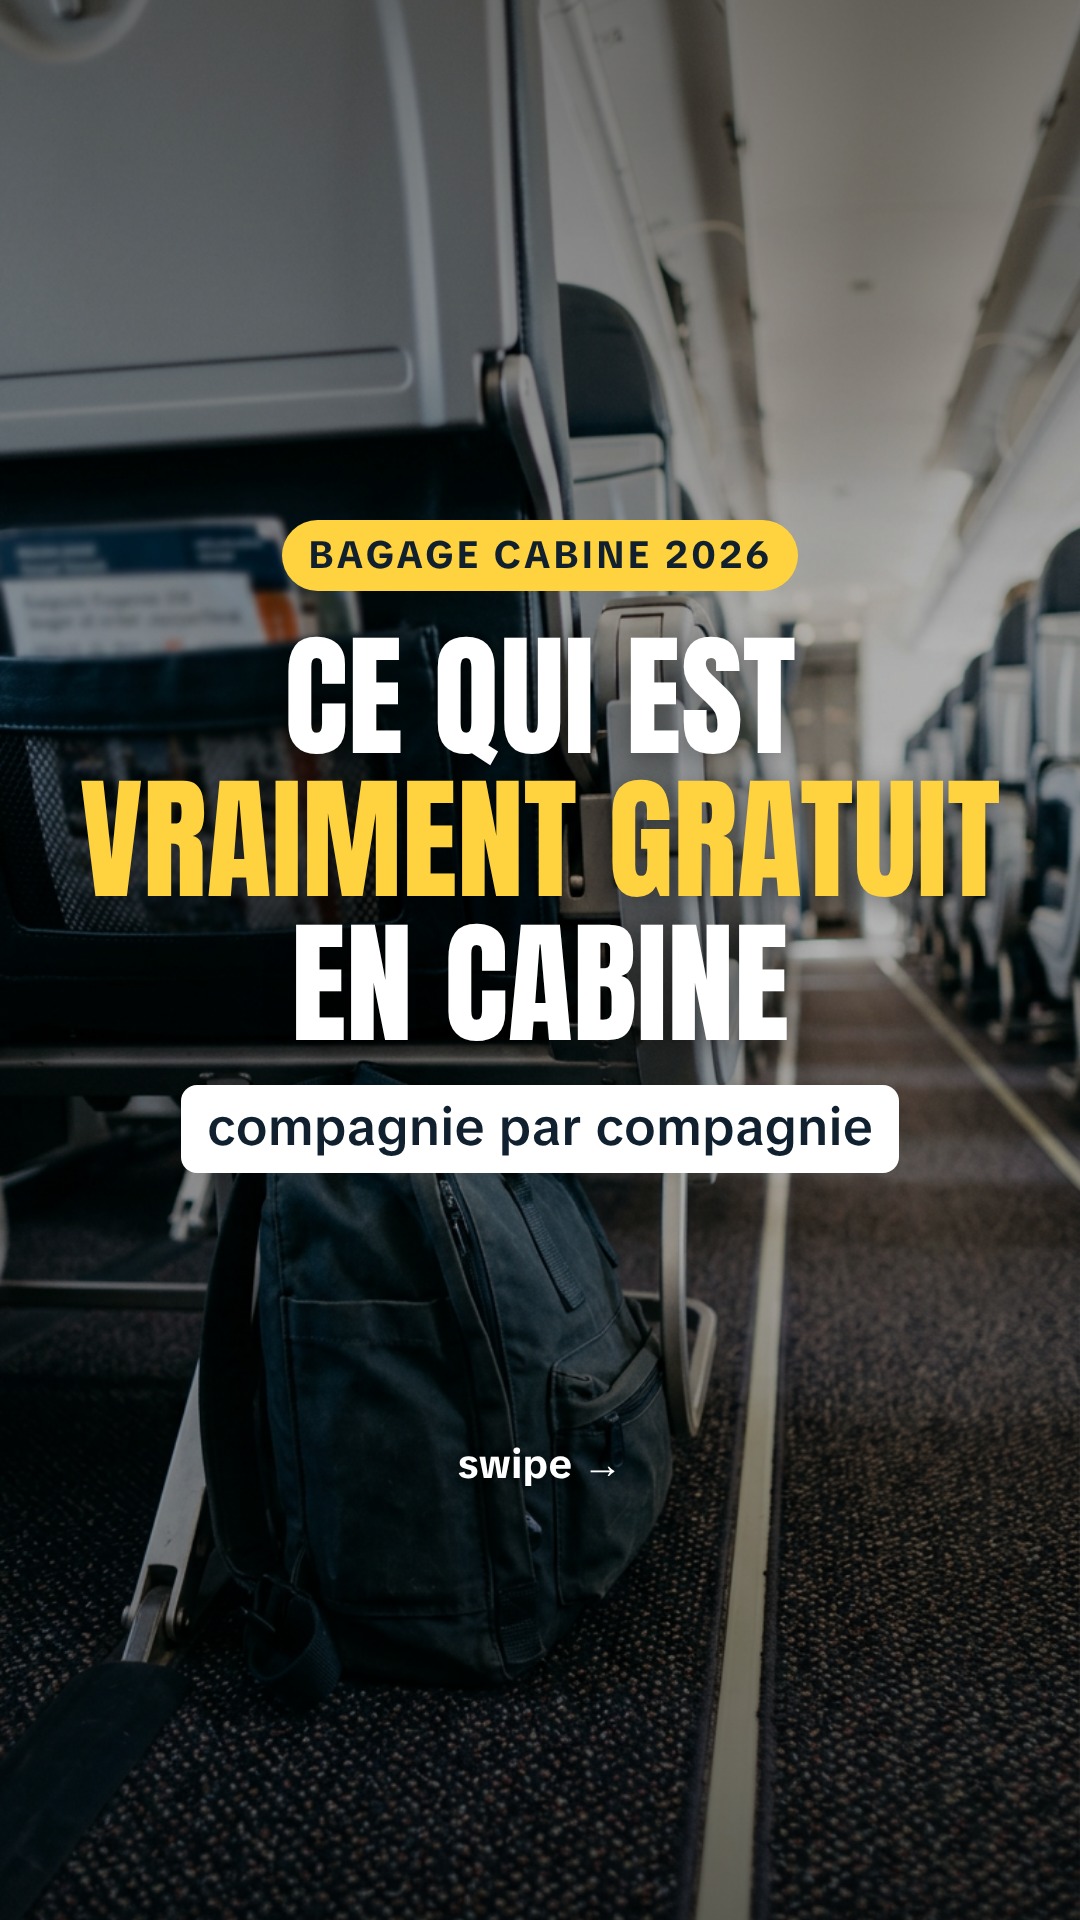 BAGAGE CABINE 2026
CE QUI EST
VRAIMENT GRATUIT
EN CABINE
compagnie par compagnie
swipe →